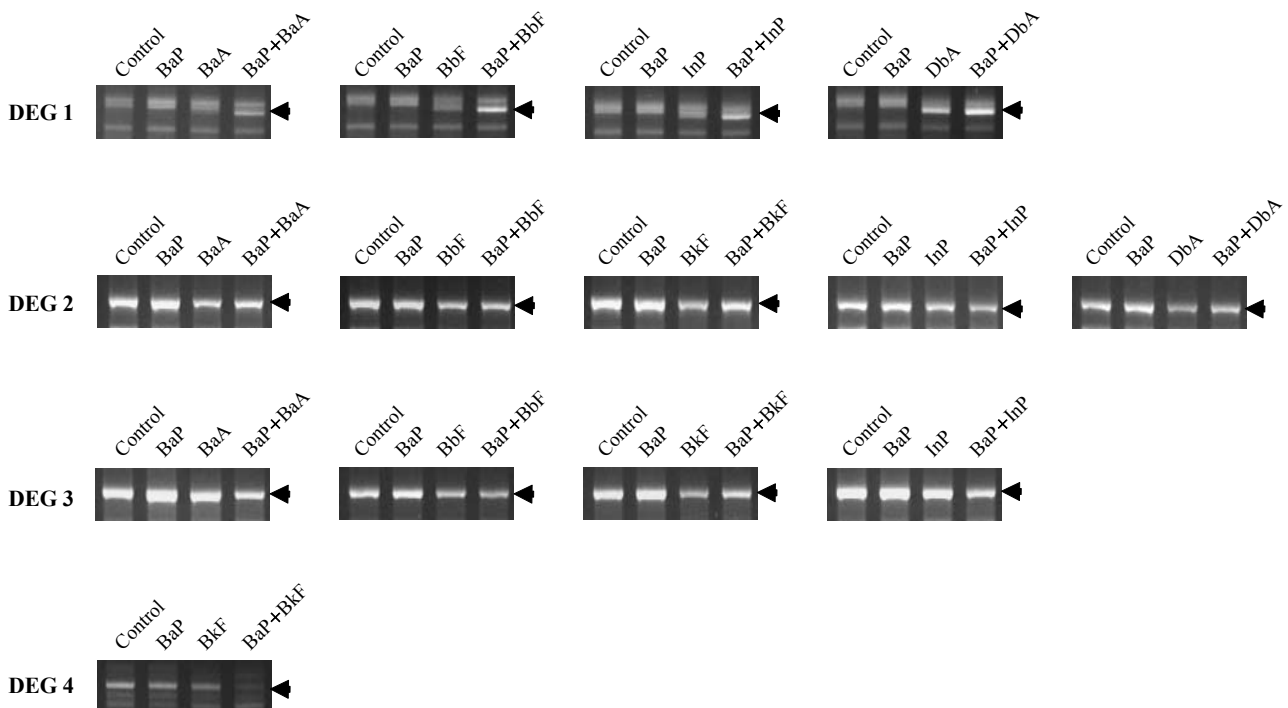 Control BaP BaA BaP+BaA Control BaP BbF BaP+BbF Control BaP InP BaP+InP Control BaP DbA BaP+DbA
DEG 1
Control BaP BaA BaP+BaA Control BaP BbF BaP+BbF Control BaP BkF BaP+BkF Control BaP InP BaP+InP Control BaP DbA BaP+DbA
DEG 2
Control BaP BaA BaP+BaA Control BaP BbF BaP+BbF Control BaP BkF BaP+BkF Control BaP InP BaP+InP
DEG 3
Control BaP BkF BaP+BkF
DEG 4